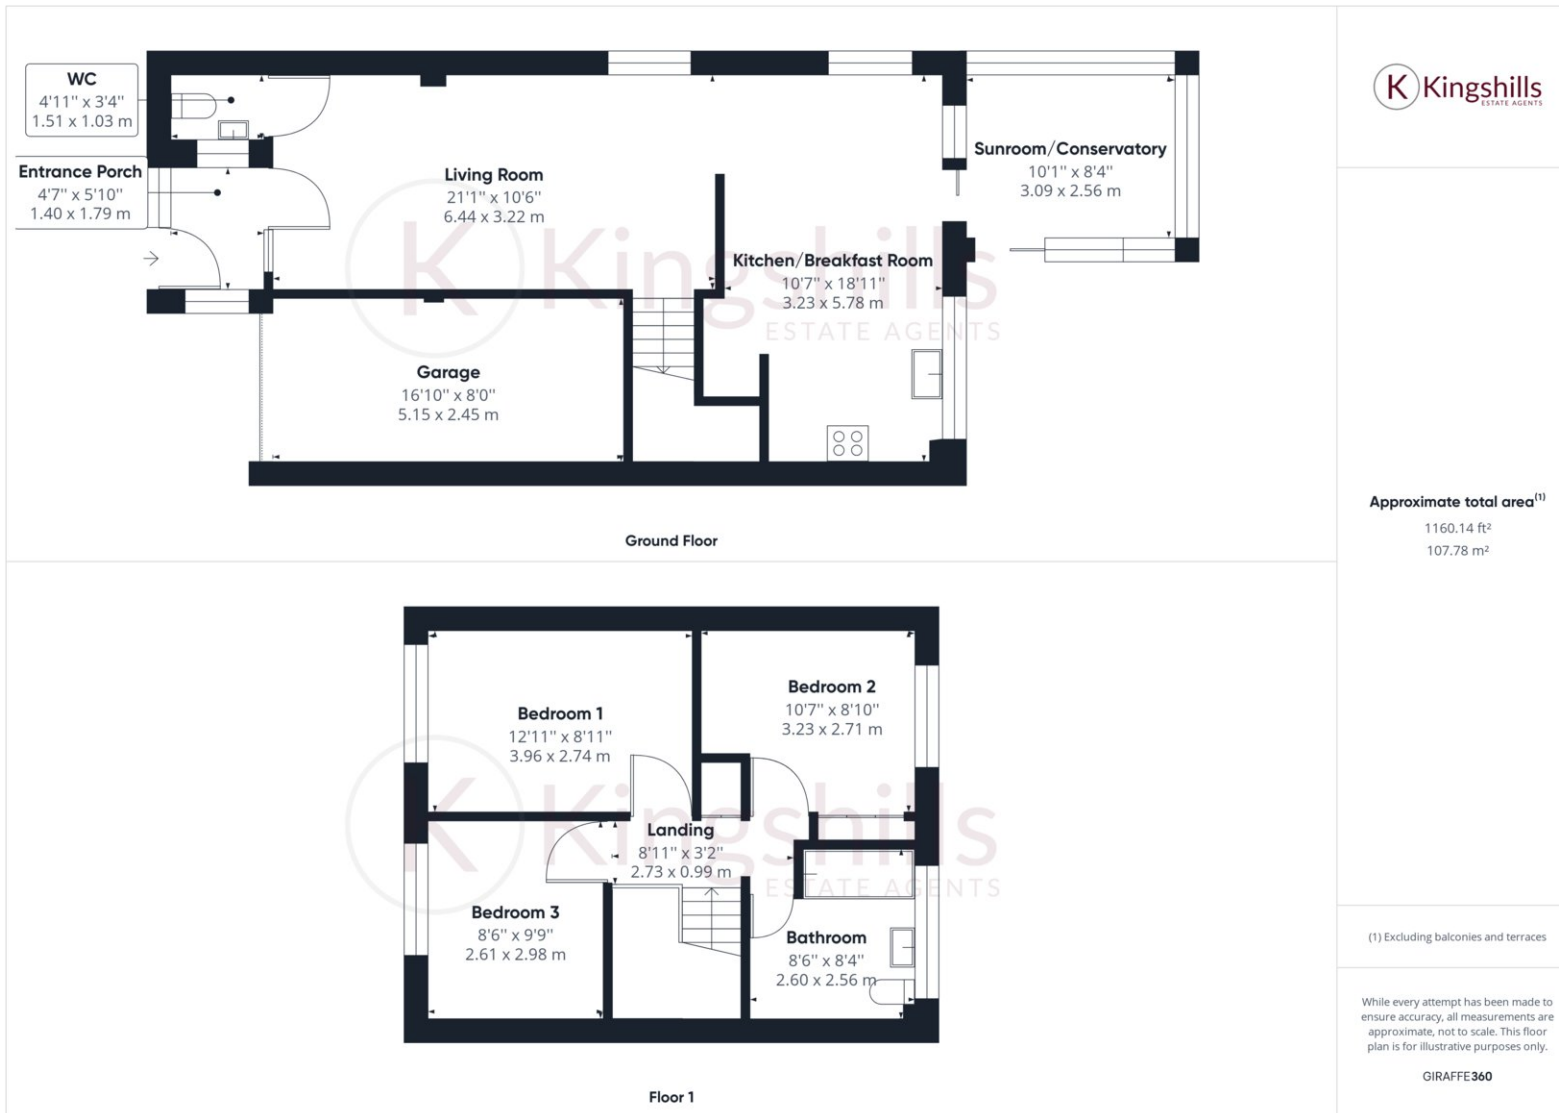 WC
4'11" x 3'4"
1.51 x 1.03 m
Entrance Porch
4'7" x 5'10"
1.40 x 1.79 m
Living Room
21'1" x 10'6"
6.44 x 3.22 m
Sunroom/Conservatory
10'1" x 8'4"
3.09 x 2.56 m
Kitchen/Breakfast Room
10'7" x 18'11"
3.23 x 5.78 m
Garage
16'10" x 8'0"
5.15 x 2.45 m
K Kingshills
ESTATE AGENTS
Ground Floor
Bedroom 1
12'11" x 8'11"
3.96 x 2.74 m
Bedroom 2
10'7" x 8'10"
3.23 x 2.71 m
Landing
8'11" x 3'2"
2.73 x 0.99 m
Bedroom 3
8'6" x 9'9"
2.61 x 2.98 m
Bathroom
8'6" x 8'4"
2.60 x 2.56 m
K Kingshills
ESTATE AGENTS
Floor 1
K Kingshills
ESTATE AGENTS
Approximate total area(1)
1160.14 ft²
107.78 m²
(1) Excluding balconies and terraces
While every attempt has been made to
ensure accuracy, all measurements are
approximate, not to scale. This floor
plan is for illustrative purposes only.
GIRAFFE360